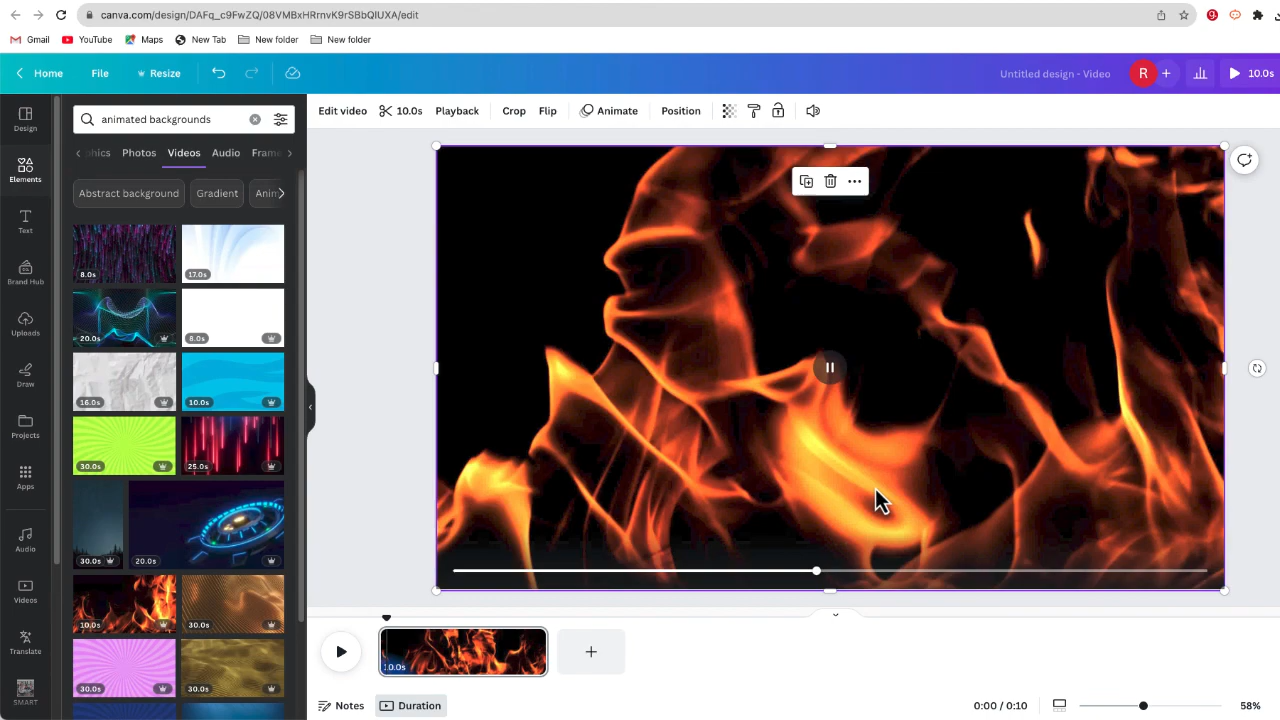 canva.com/design/DAFq_c9FwZQ/08VMBxHRrnvK9rSBbQIUXA/edit
Gmail YouTube Maps New Tab New folder New folder
Home File Resize Untitled design - Video R 10.0s
Design
Elements
Text
Brand Hub
Uploads
Draw
Projects
Apps
Audio
Videos
Translate
SMART
animated backgrounds
phics Photos Videos Audio Frame
Abstract background Gradient Anim
8.0s 17.0s
20.0s 8.0s
16.0s 10.0s
30.0s 25.0s
30.0s 20.0s
10.0s 30.0s
30.0s 30.0s
Edit video 10.0s Playback Crop Flip Animate Position
10.0s
Notes Duration 0:00 / 0:10 58%